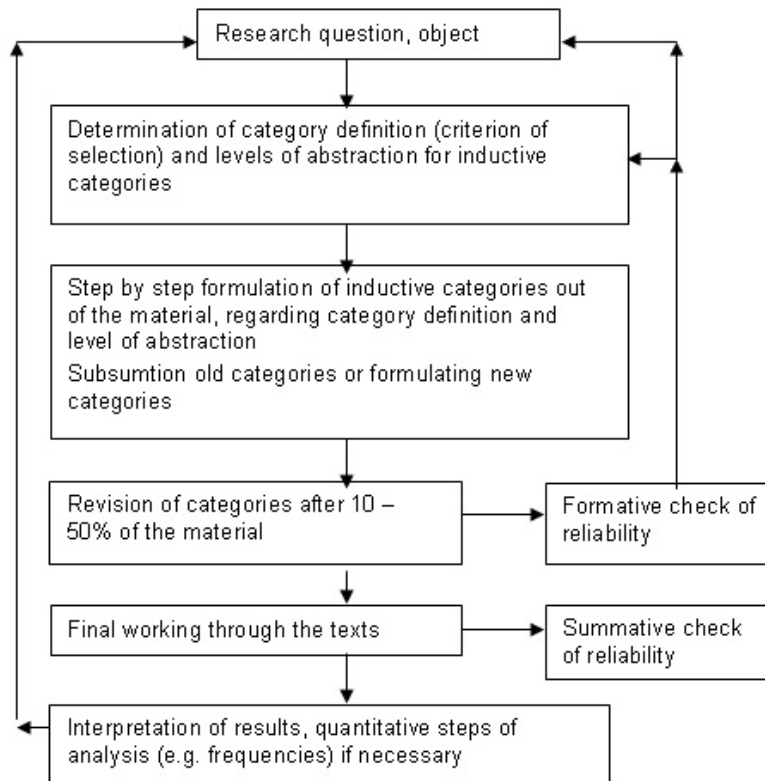 Research question, object
Determination of category definition (criterion of
selection) and levels of abstraction for inductive
categories
Step by step formulation of inductive categories out
of the material, regarding category definition and
level of abstraction
Subsumtion old categories or formulating new
categories
Revision of categories after 10 –
50% of the material
Formative check of
reliability
Final working through the texts
Summative check
of reliability
Interpretation of results, quantitative steps of
analysis (e.g. frequencies) if necessary